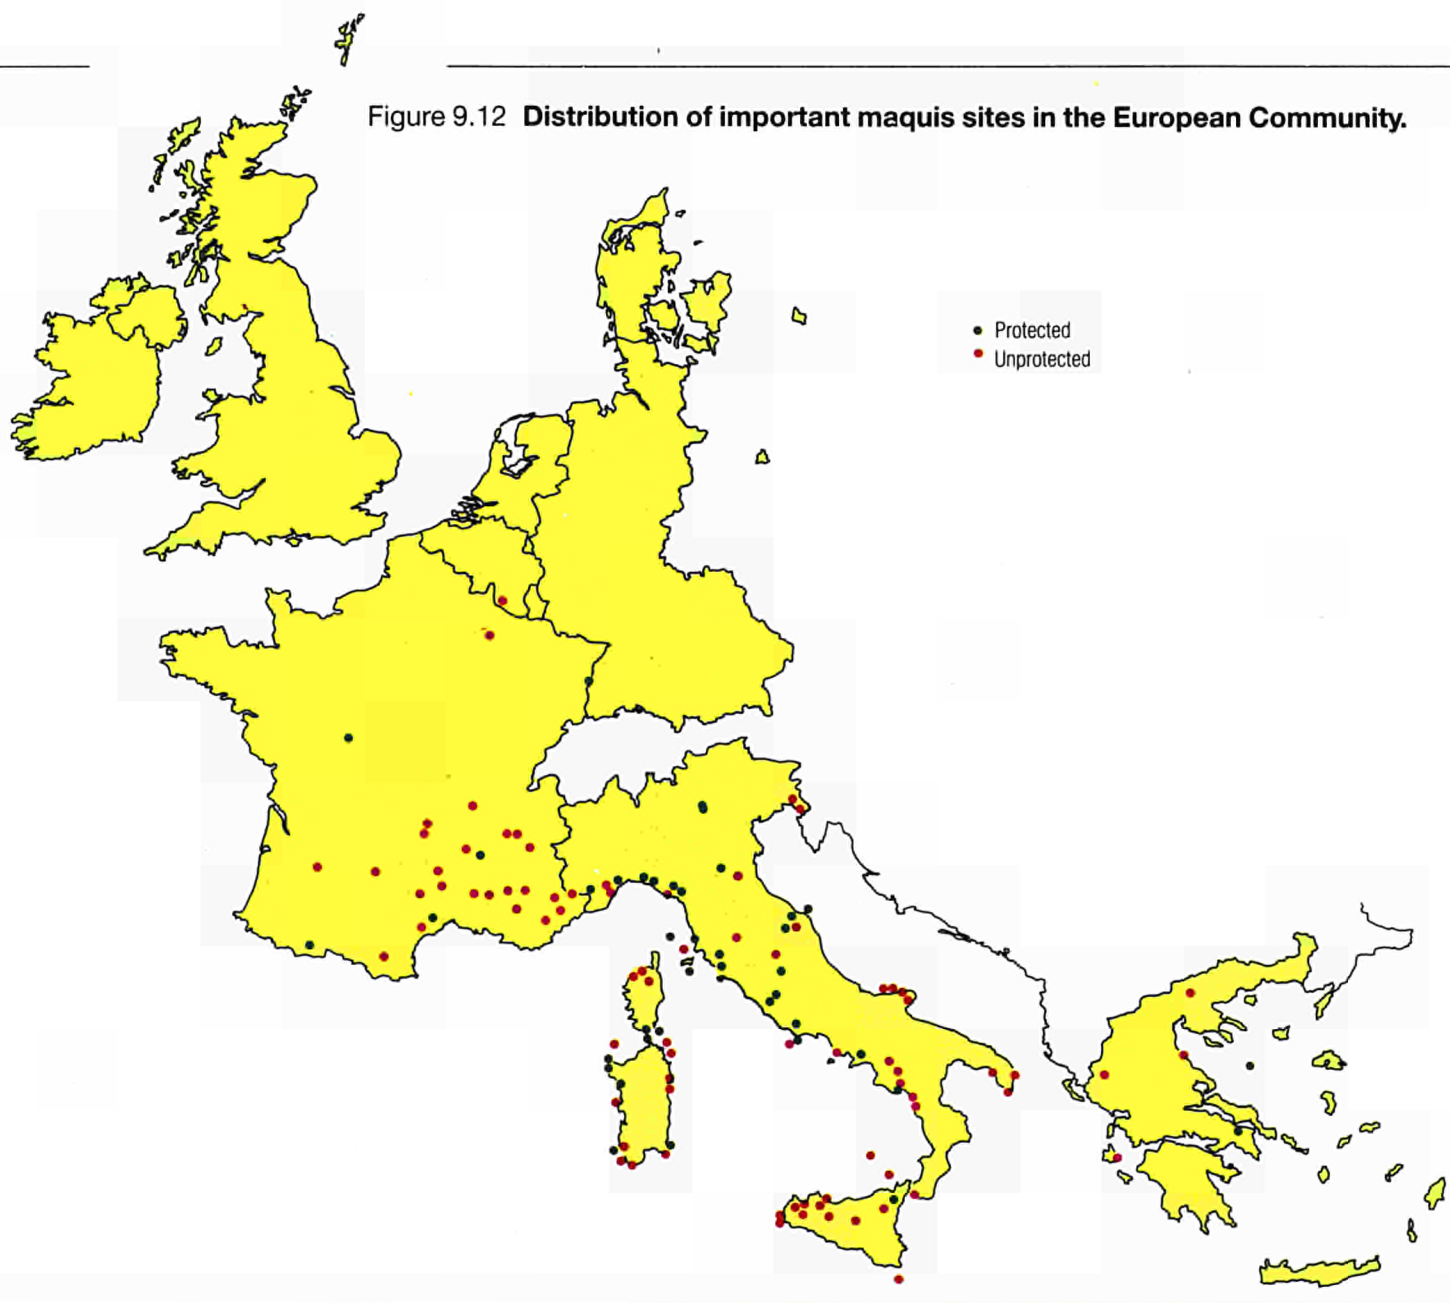 Figure 9.12 Distribution of important maquis sites in the European Community.
Protected
Unprotected